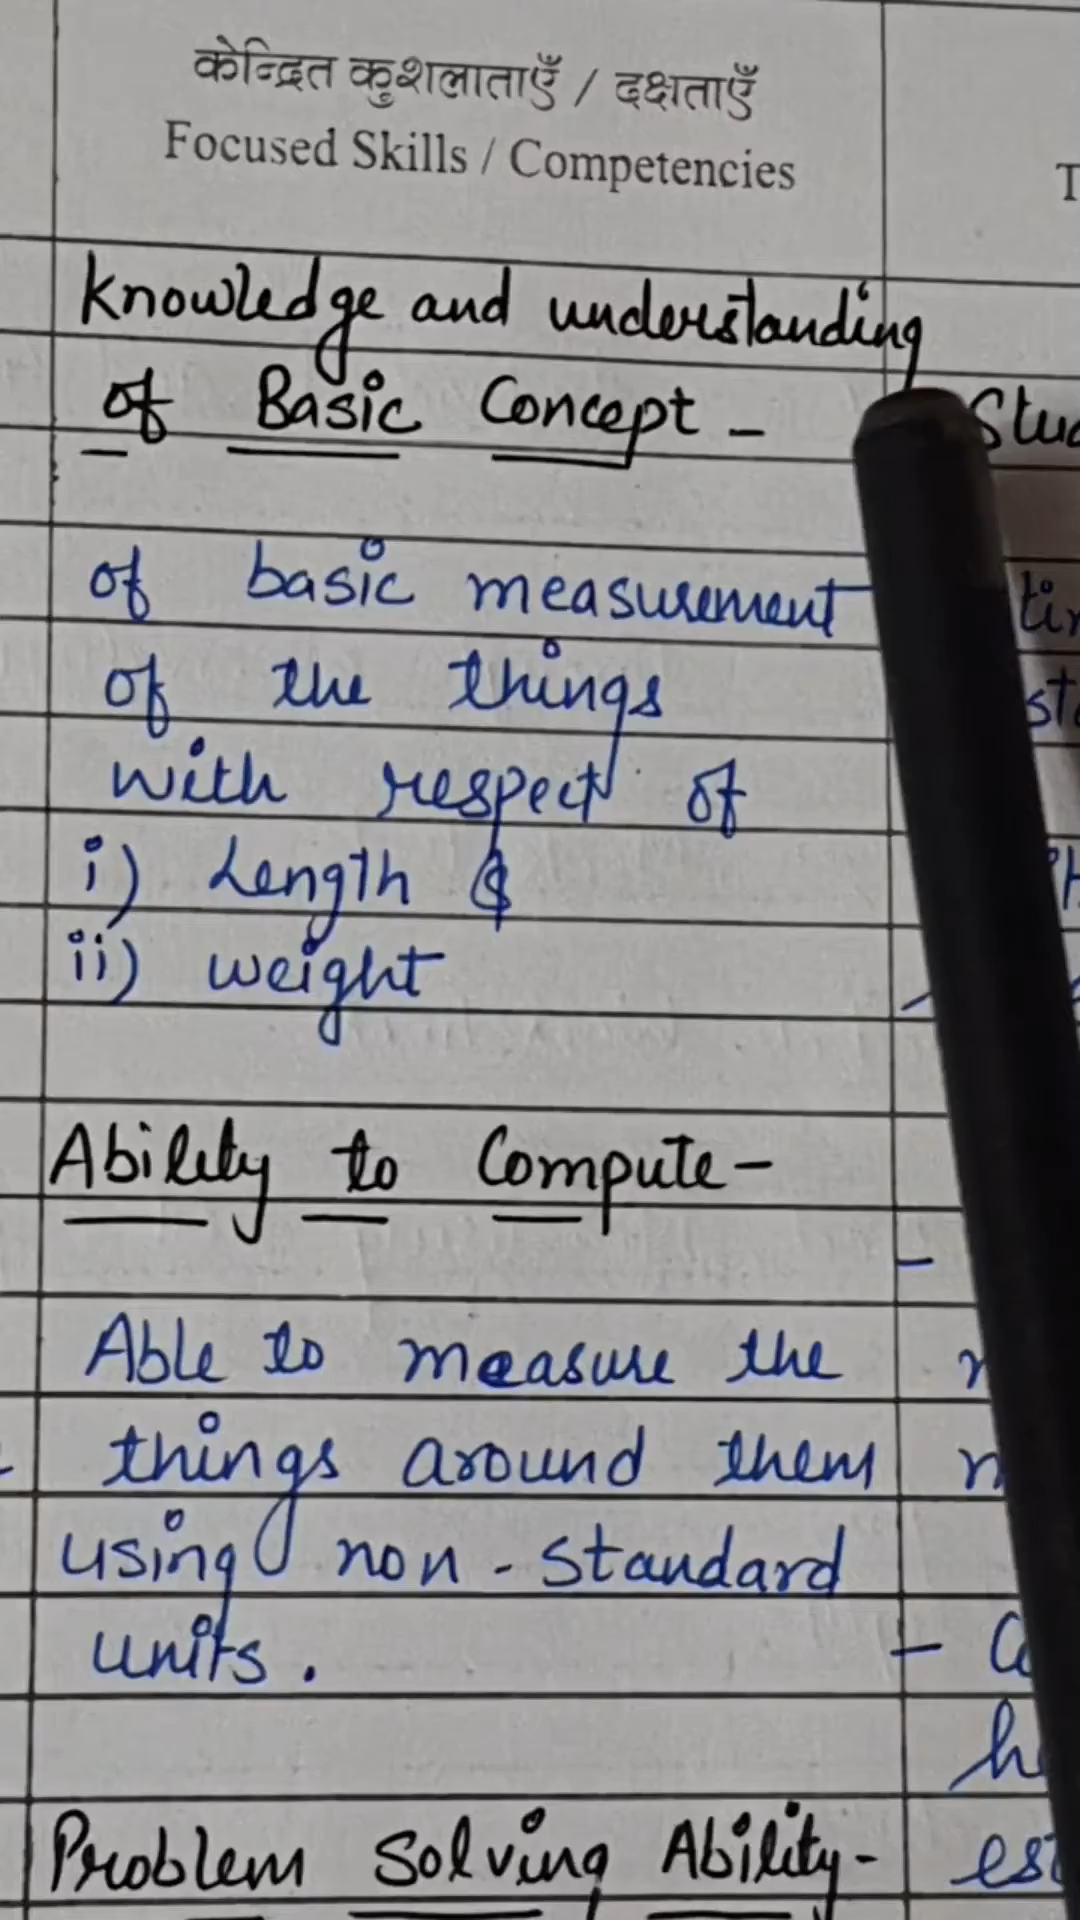 केन्द्रित कुशलाताएँ / दक्षताएँ
Focused Skills / Competencies
Knowledge and understanding
of Basic Concept -
of basic measurement
of the things
with respect of
i) Length &
ii) weight
Ability to Compute -
Able to measure the
things around them
using non-standard
units.
Problem Solving Ability -